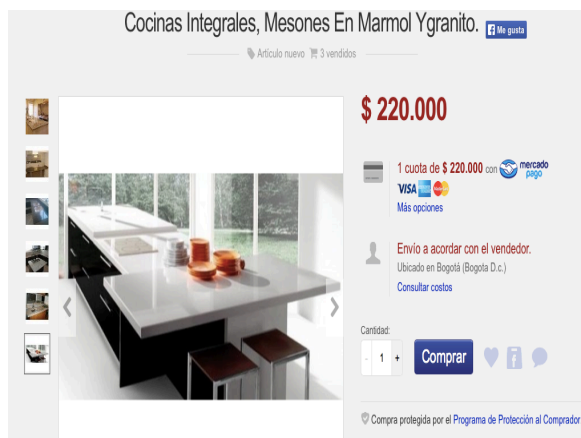 Cocinas Integrales, Mesones En Marmol Ygranito.
Me gusta
Artículo nuevo 3 vendidos
$ 220.000
1 cuota de $ 220.000 con mercado pago
VISA
Más opciones
Envío a acordar con el vendedor.
Ubicado en Bogotá (Bogota D.c.)
Consultar costos
Cantidad:
- 1 +
Comprar
Compra protegida por el Programa de Protección al Comprador